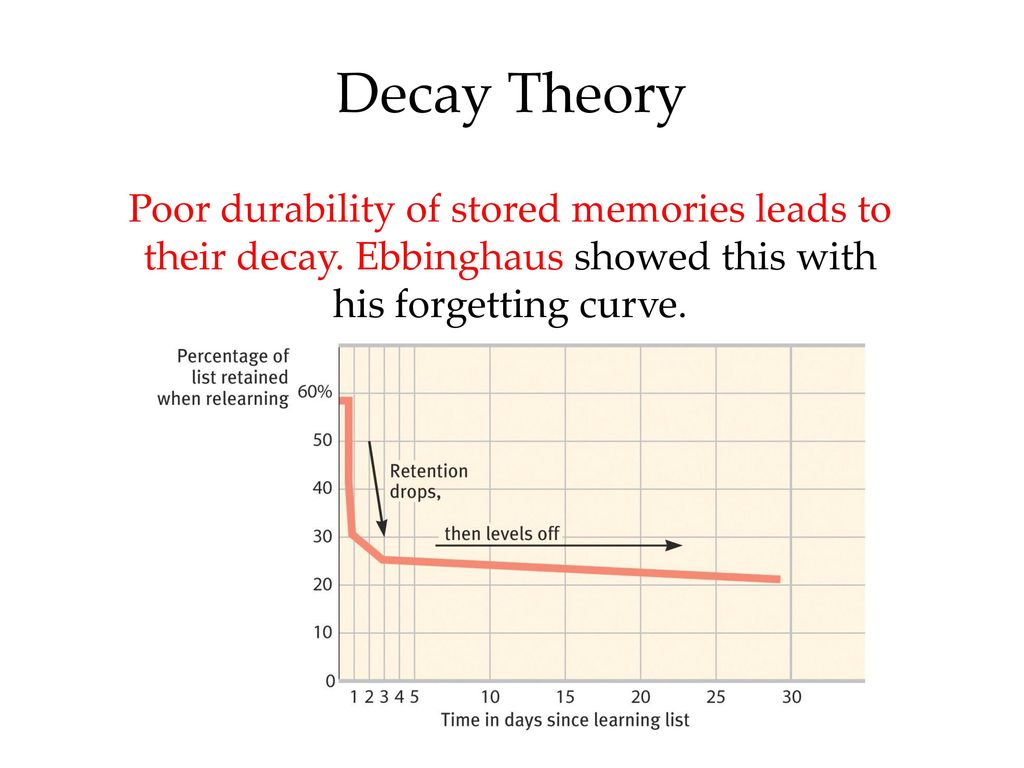 Decay Theory
Poor durability of stored memories leads to
their decay. Ebbinghaus showed this with
his forgetting curve.
Percentage of
list retained
when relearning
60%
50
40
30
20
10
0
Retention
drops,
then levels off
1 2 3 4 5 10 15 20 25 30
Time in days since learning list